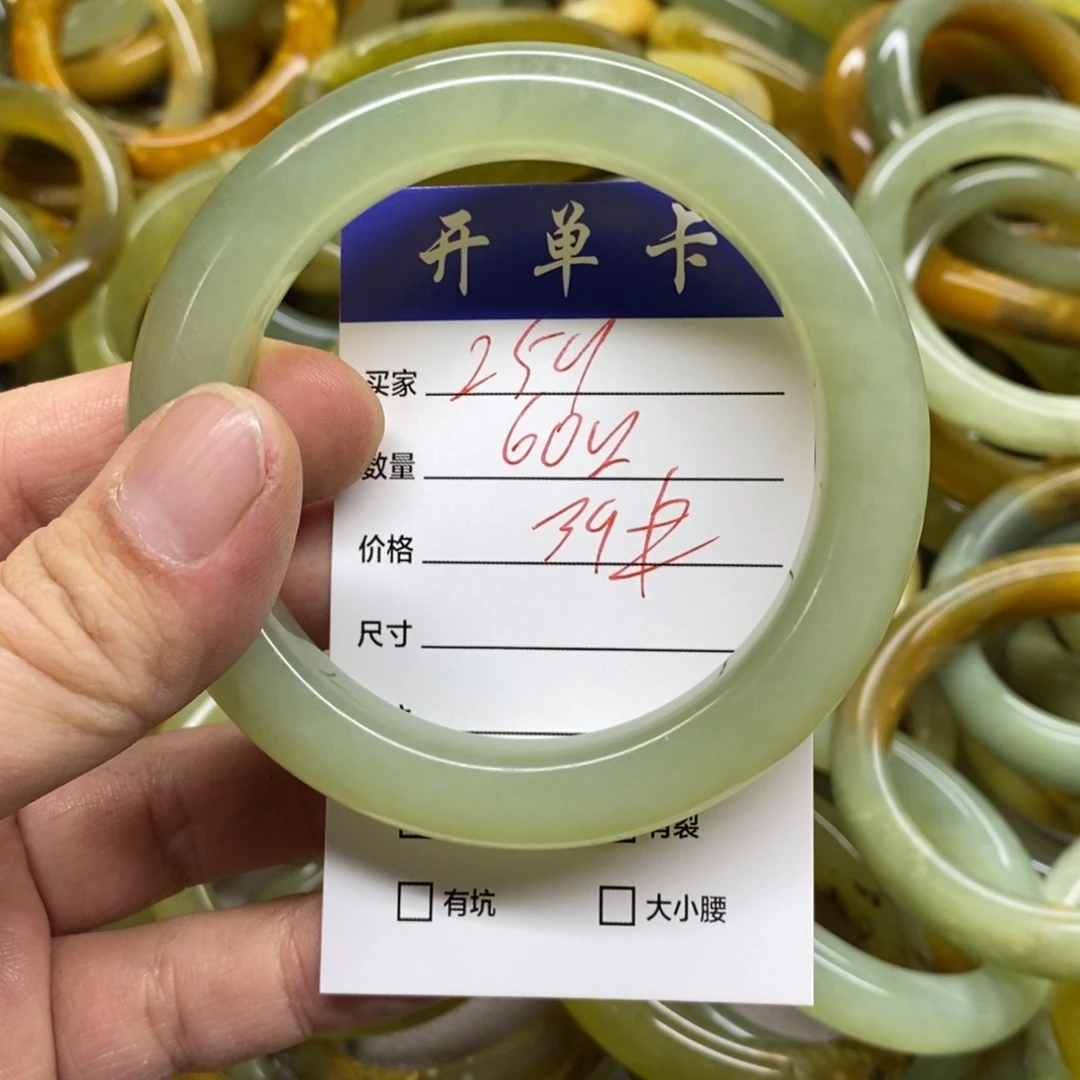 开单卡
买家 254
数量 604
价格 39
尺寸
有裂
□ 有坑 □ 大小腰